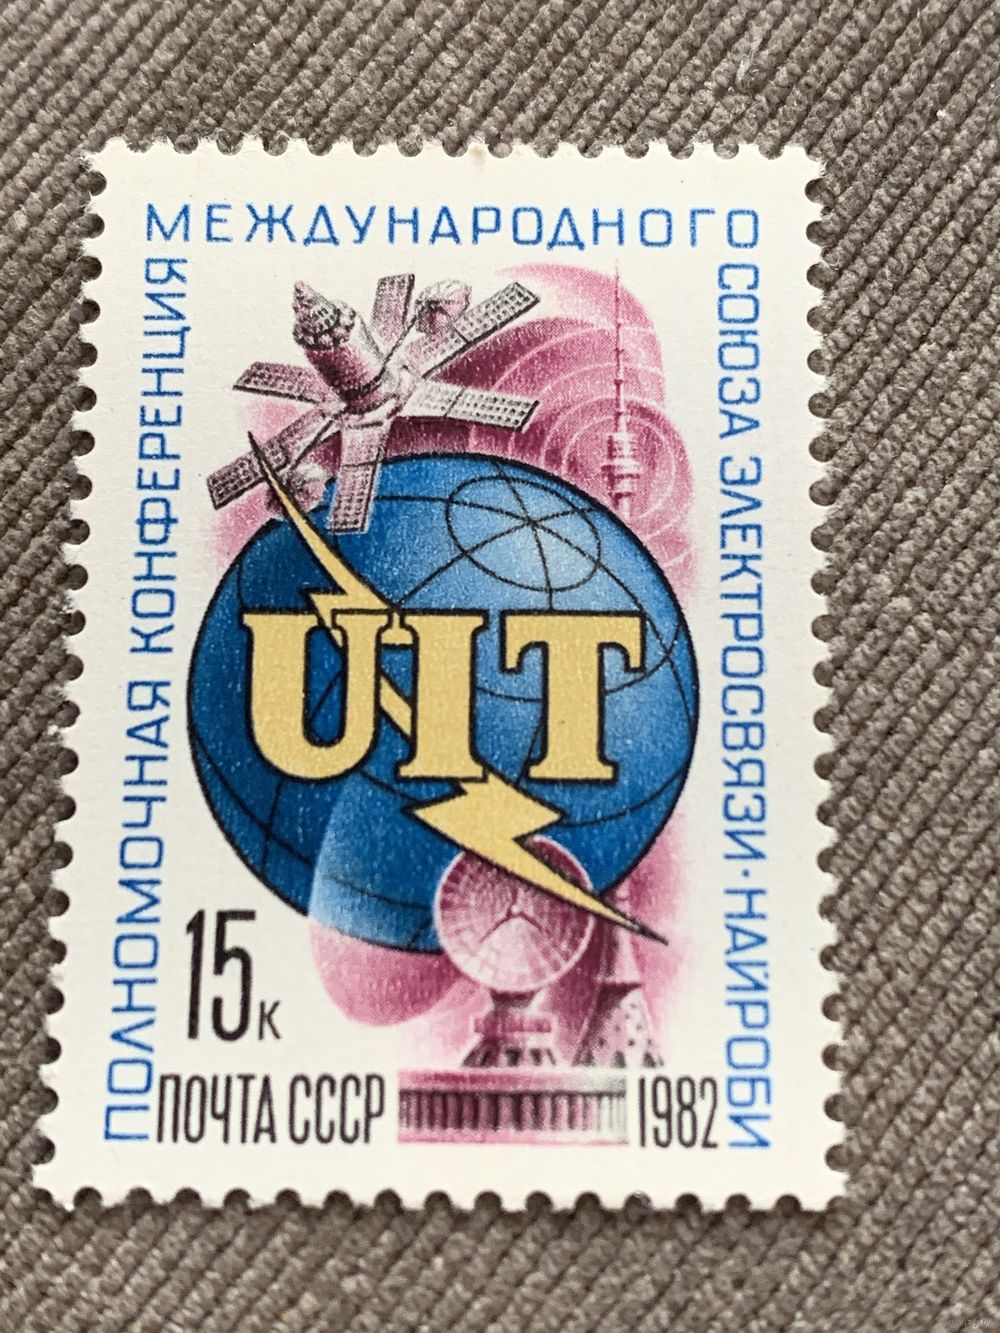 ПОЛНОМОЧНАЯ КОНФЕРЕНЦИЯ
МЕЖДУНАРОДНОГО
СОЮЗА ЭЛЕКТРОСВЯЗИ·НАЙРОБИ
UIT
15к
ПОЧТА СССР
1982